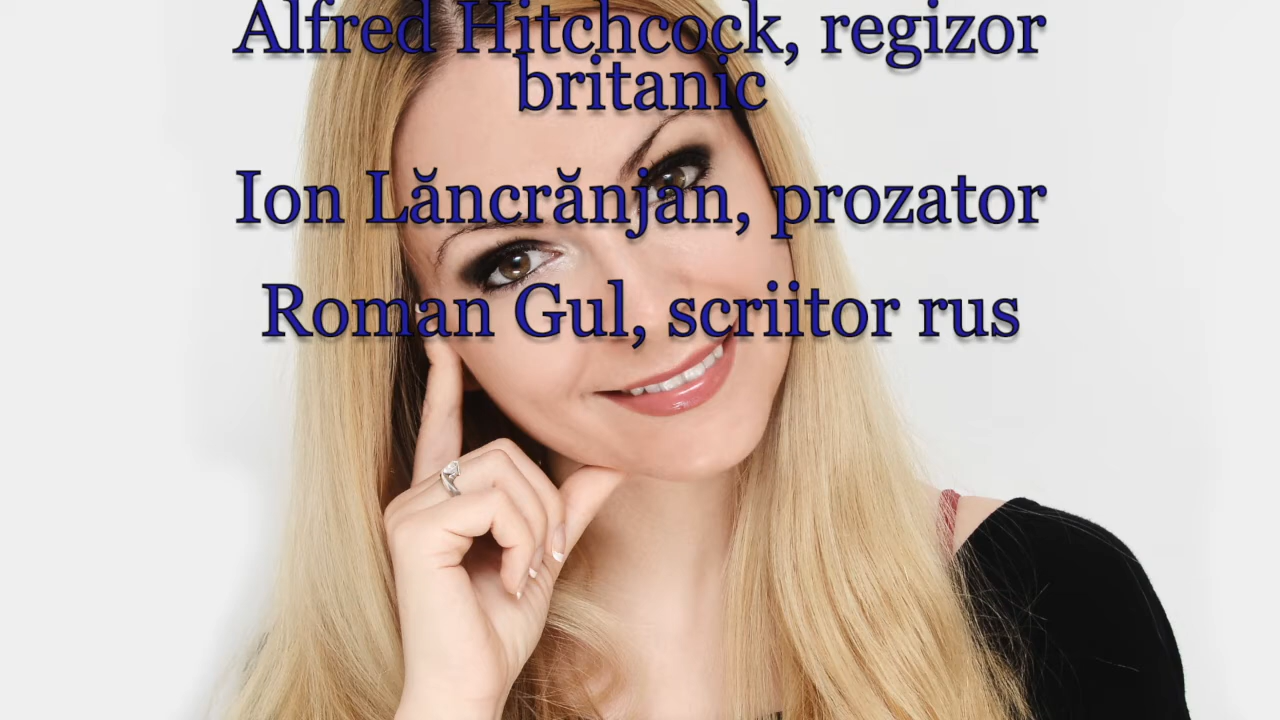 Alfred Hitchcock, regizor
britanic
Ion Lăncrănjan, prozator
Roman Gul, scriitor rus